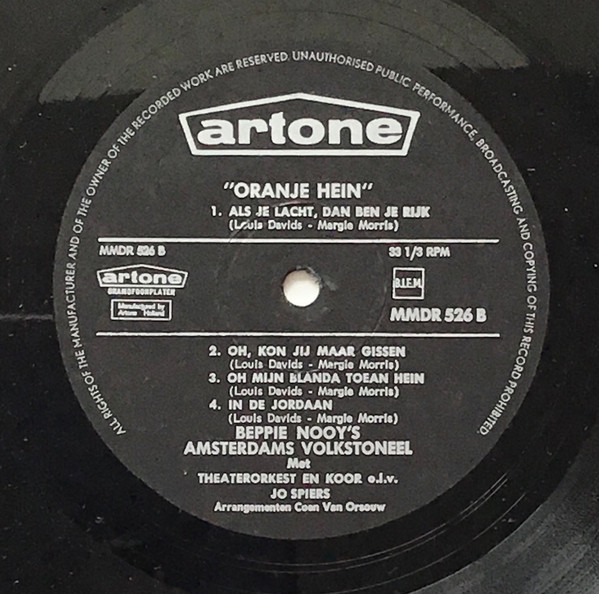 ALL RIGHTS OF THE MANUFACTURER AND OF THE OWNER OF THE RECORDED WORK ARE RESERVED. UNAUTHORISED PUBLIC PERFORMANCE, BROADCASTING AND COPYING OF THIS RECORD PROHIBITED.
artone
"ORANJE HEIN"
1. ALS JE LACHT, DAN BEN JE RIJK
(Louis Davids - Margie Morris)
MMDR 526 B
33 1/3 RPM
artone
GRAMOFOONPLATEN
Manufactured by
Artone Holland
B.I.E.M.
MMDR 526 B
2. OH, KON JIJ MAAR GISSEN
(Louis Davids - Margie Morris)
3. OH MIJN BLANDA TOEAN HEIN
(Louis Davids - Margie Morris)
4. IN DE JORDAAN
(Louis Davids - Margie Morris)
BEPPIE NOOY'S
AMSTERDAMS VOLKSTONEEL
Met
THEATERORKEST EN KOOR o.l.v.
JO SPIERS
Arrangementen Coen Van Orsouw